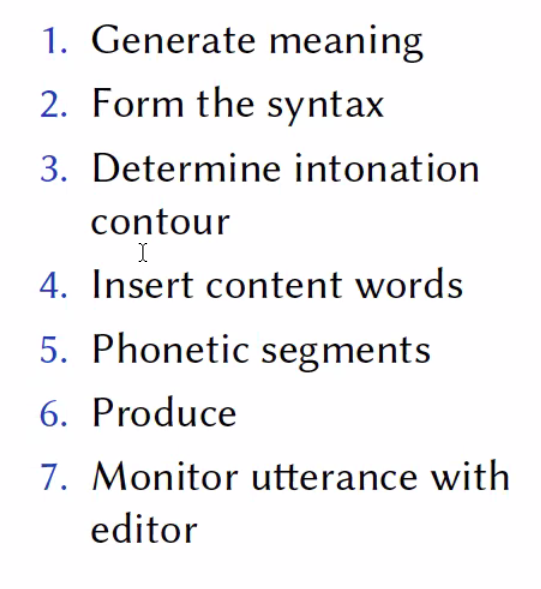 1. Generate meaning
2. Form the syntax
3. Determine intonation
contour
4. Insert content words
5. Phonetic segments
6. Produce
7. Monitor utterance with
editor